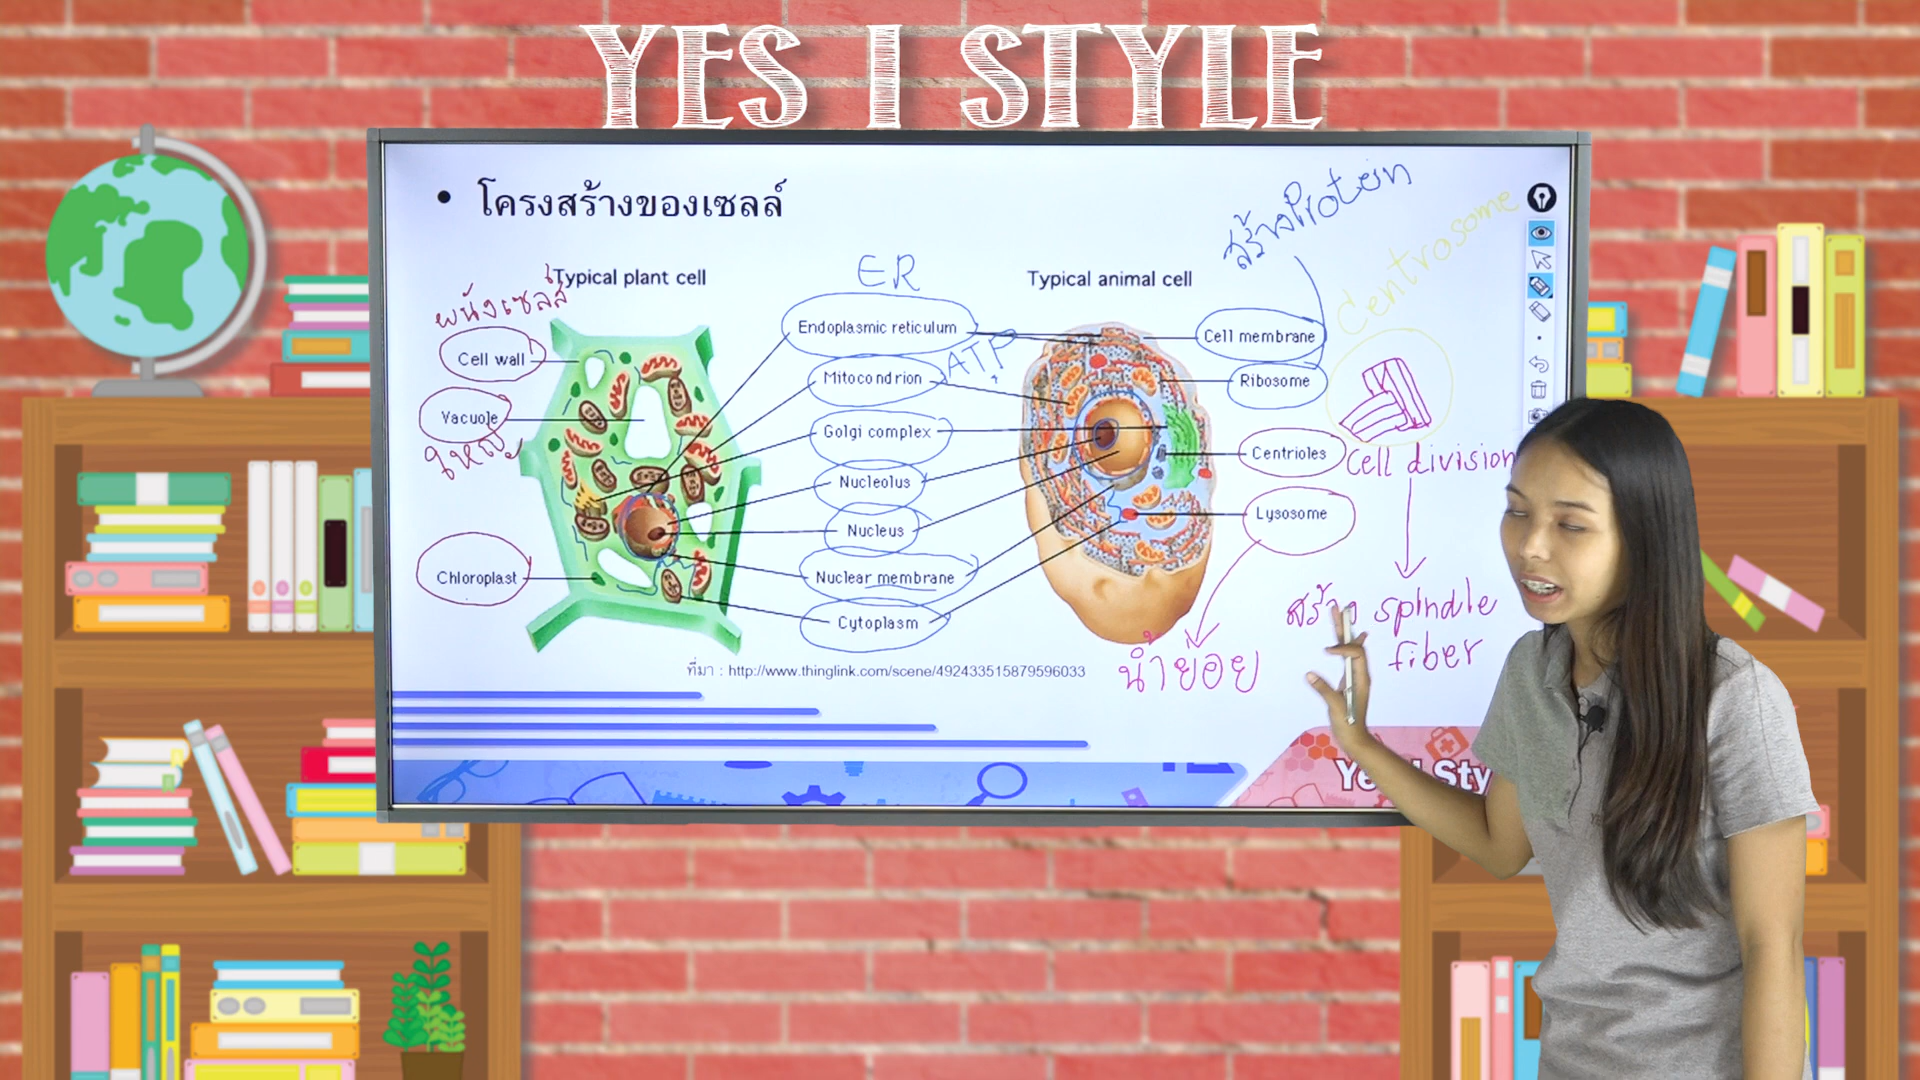 YES I STYLE
• โครงสร้างของเซลล์
สร้างProtein
Centrosome
Typical plant cell
ER
Typical animal cell
ผนังเซลล์
Cell wall
Endoplasmic reticulum
ATP
Cell membrane
Mitocondrion
Ribosome
Vacuole
ใหญ่
Golgi complex
Centrioles
Cell division
Nucleolus
Lysosome
Nucleus
Chloroplast
Nuclear membrane
สร้าง spindle
fiber
Cytoplasm
น้ำย่อย
ที่มา : http://www.thinglink.com/scene/492433515879596033